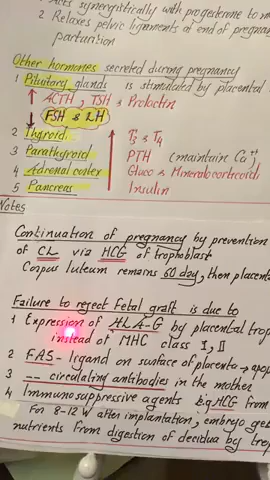 Acts synergistically with progesterone to m
2 Relaxes pelvic ligaments at end of pregnan
parturition
Other hormones secreted during pregnancy
1 Pituitary glands is stimulated by placental
ACTH, TSH & Prolactin
FSH & LH
2 Thyroid T3 & T4
3 Parathyroid PTH (maintain Ca++)
4 Adrenal cortex Gluco & Mineralocorticoid
5 Pancreas Insulin
Notes
Continuation of pregnancy by prevention
of CL via HCG of trophoblast
Corpus luteum remains 60 day, then placenta
Failure to reject Fetal graft is due to
1 Expression of HLA-G by placental trop
instead of MHC class I, II
2 FAS-ligand on surface of placenta → apop
3 -- circulating antibodies in the mother
4 Immunosuppressive agents e.g HCG from
For 8-12 W after implantation, embryo get
nutrients from digestion of decidua by trop